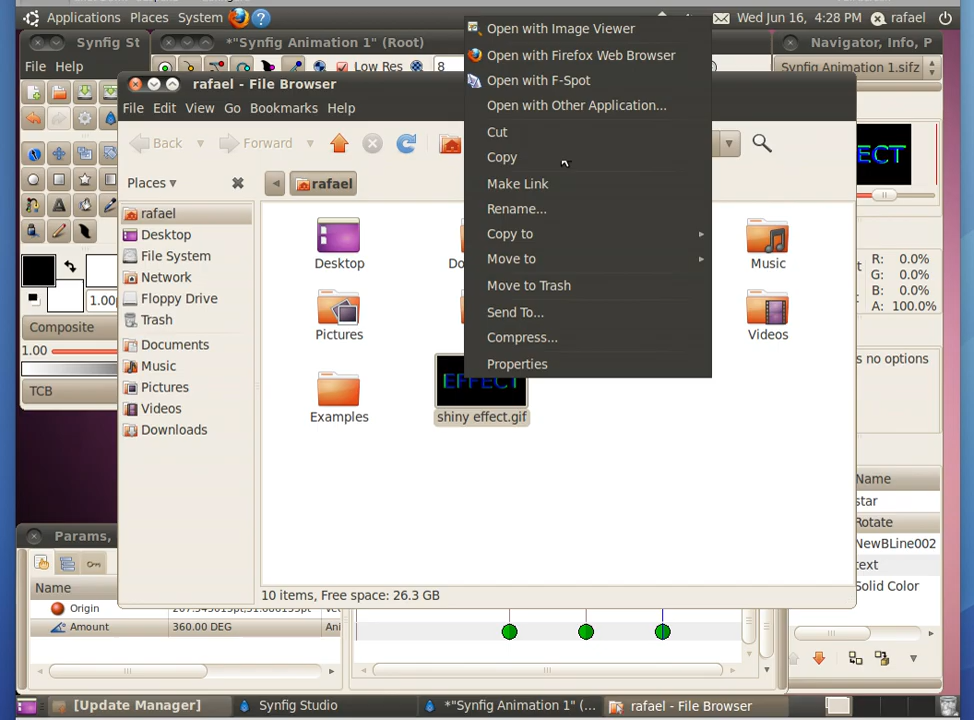 Applications Places System Wed Jun 16, 4:28 PM rafael
Synfig St
*"Synfig Animation 1" (Root)
Navigator, Info, P
File Help
Low Res 8
Synfig Animation 1.sifz
rafael - File Browser
File Edit View Go Bookmarks Help
Back Forward
Places
rafael
rafael
Desktop
File System
Network
Floppy Drive
Trash
Documents
Music
Pictures
Videos
Downloads
Desktop
Do
Music
Pictures
Videos
Examples
EFFECT
shiny effect.gif
10 items, Free space: 26.3 GB
Open with Image Viewer
Open with Firefox Web Browser
Open with F-Spot
Open with Other Application...
Cut
Copy
Make Link
Rename...
Copy to
Move to
Move to Trash
Send To...
Compress...
Properties
ECT
R: 0.0%
G: 0.0%
B: 0.0%
A: 100.0%
s no options
Name
star
Rotate
NewBLine002
text
Solid Color
1.00
Composite
1.00
TCB
Params,
Name
Origin
Amount 360.00 DEG Ani
[Update Manager] Synfig Studio *"Synfig Animation 1" (... rafael - File Browser